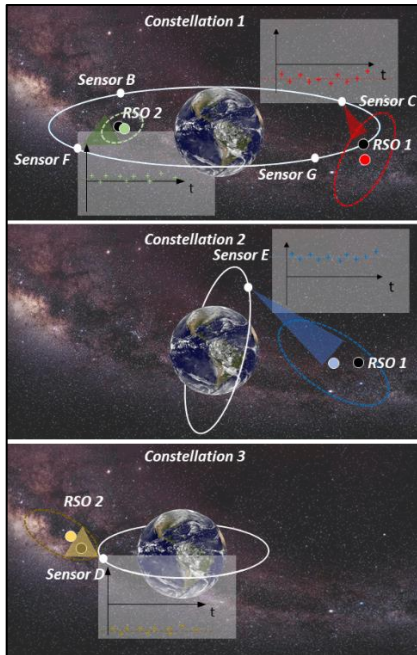 Constellation 1
t
Sensor B
Sensor C
RSO 2
Sensor F
RSO 1
Sensor G
t
Constellation 2
Sensor E
t
RSO 1
Constellation 3
RSO 2
Sensor D
t